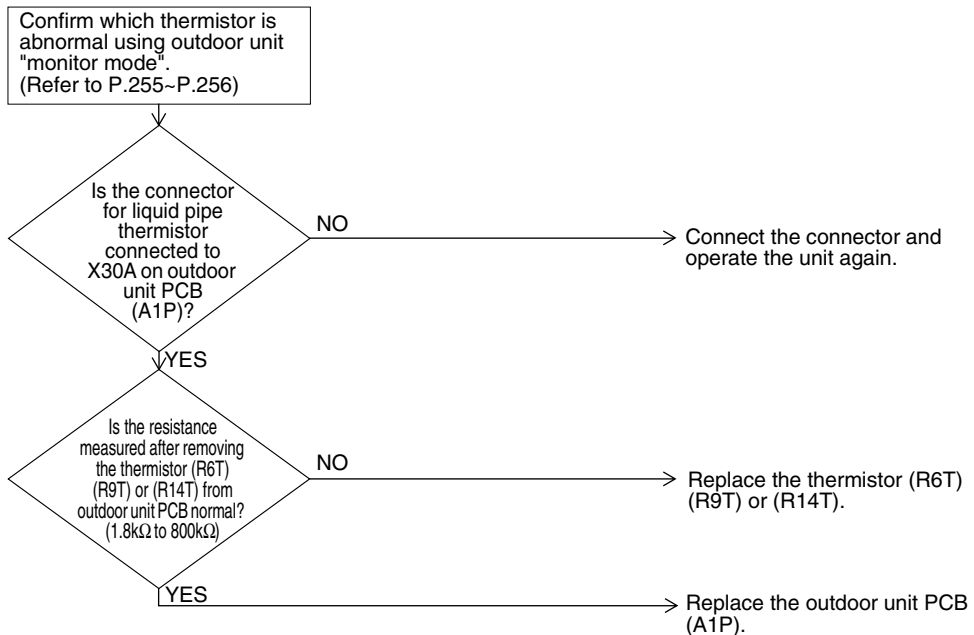 Confirm which thermistor is
abnormal using outdoor unit
"monitor mode".
(Refer to P.255~P.256)
Is the connector
for liquid pipe
thermistor
connected to
X30A on outdoor
unit PCB
(A1P)?
NO
Connect the connector and
operate the unit again.
YES
Is the resistance
measured after removing
the thermistor (R6T)
(R9T) or (R14T) from
outdoor unit PCB normal?
(1.8kΩ to 800kΩ)
NO
Replace the thermistor (R6T)
(R9T) or (R14T).
YES
Replace the outdoor unit PCB
(A1P).